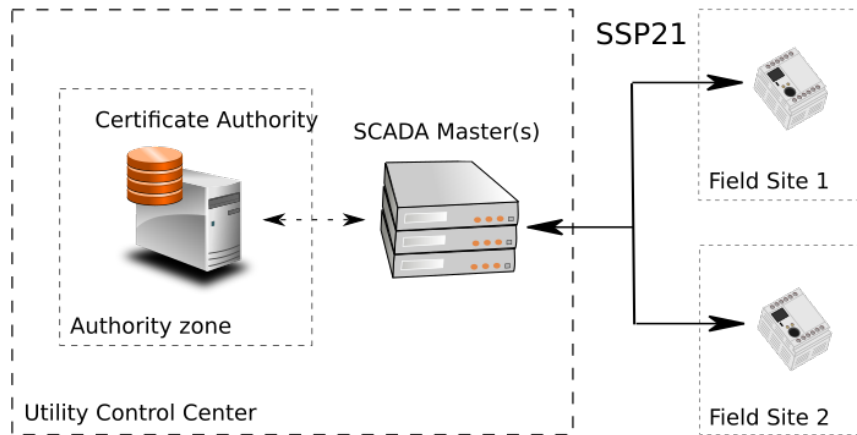 SSP21
Certificate Authority
SCADA Master(s)
Field Site 1
Authority zone
Utility Control Center
Field Site 2